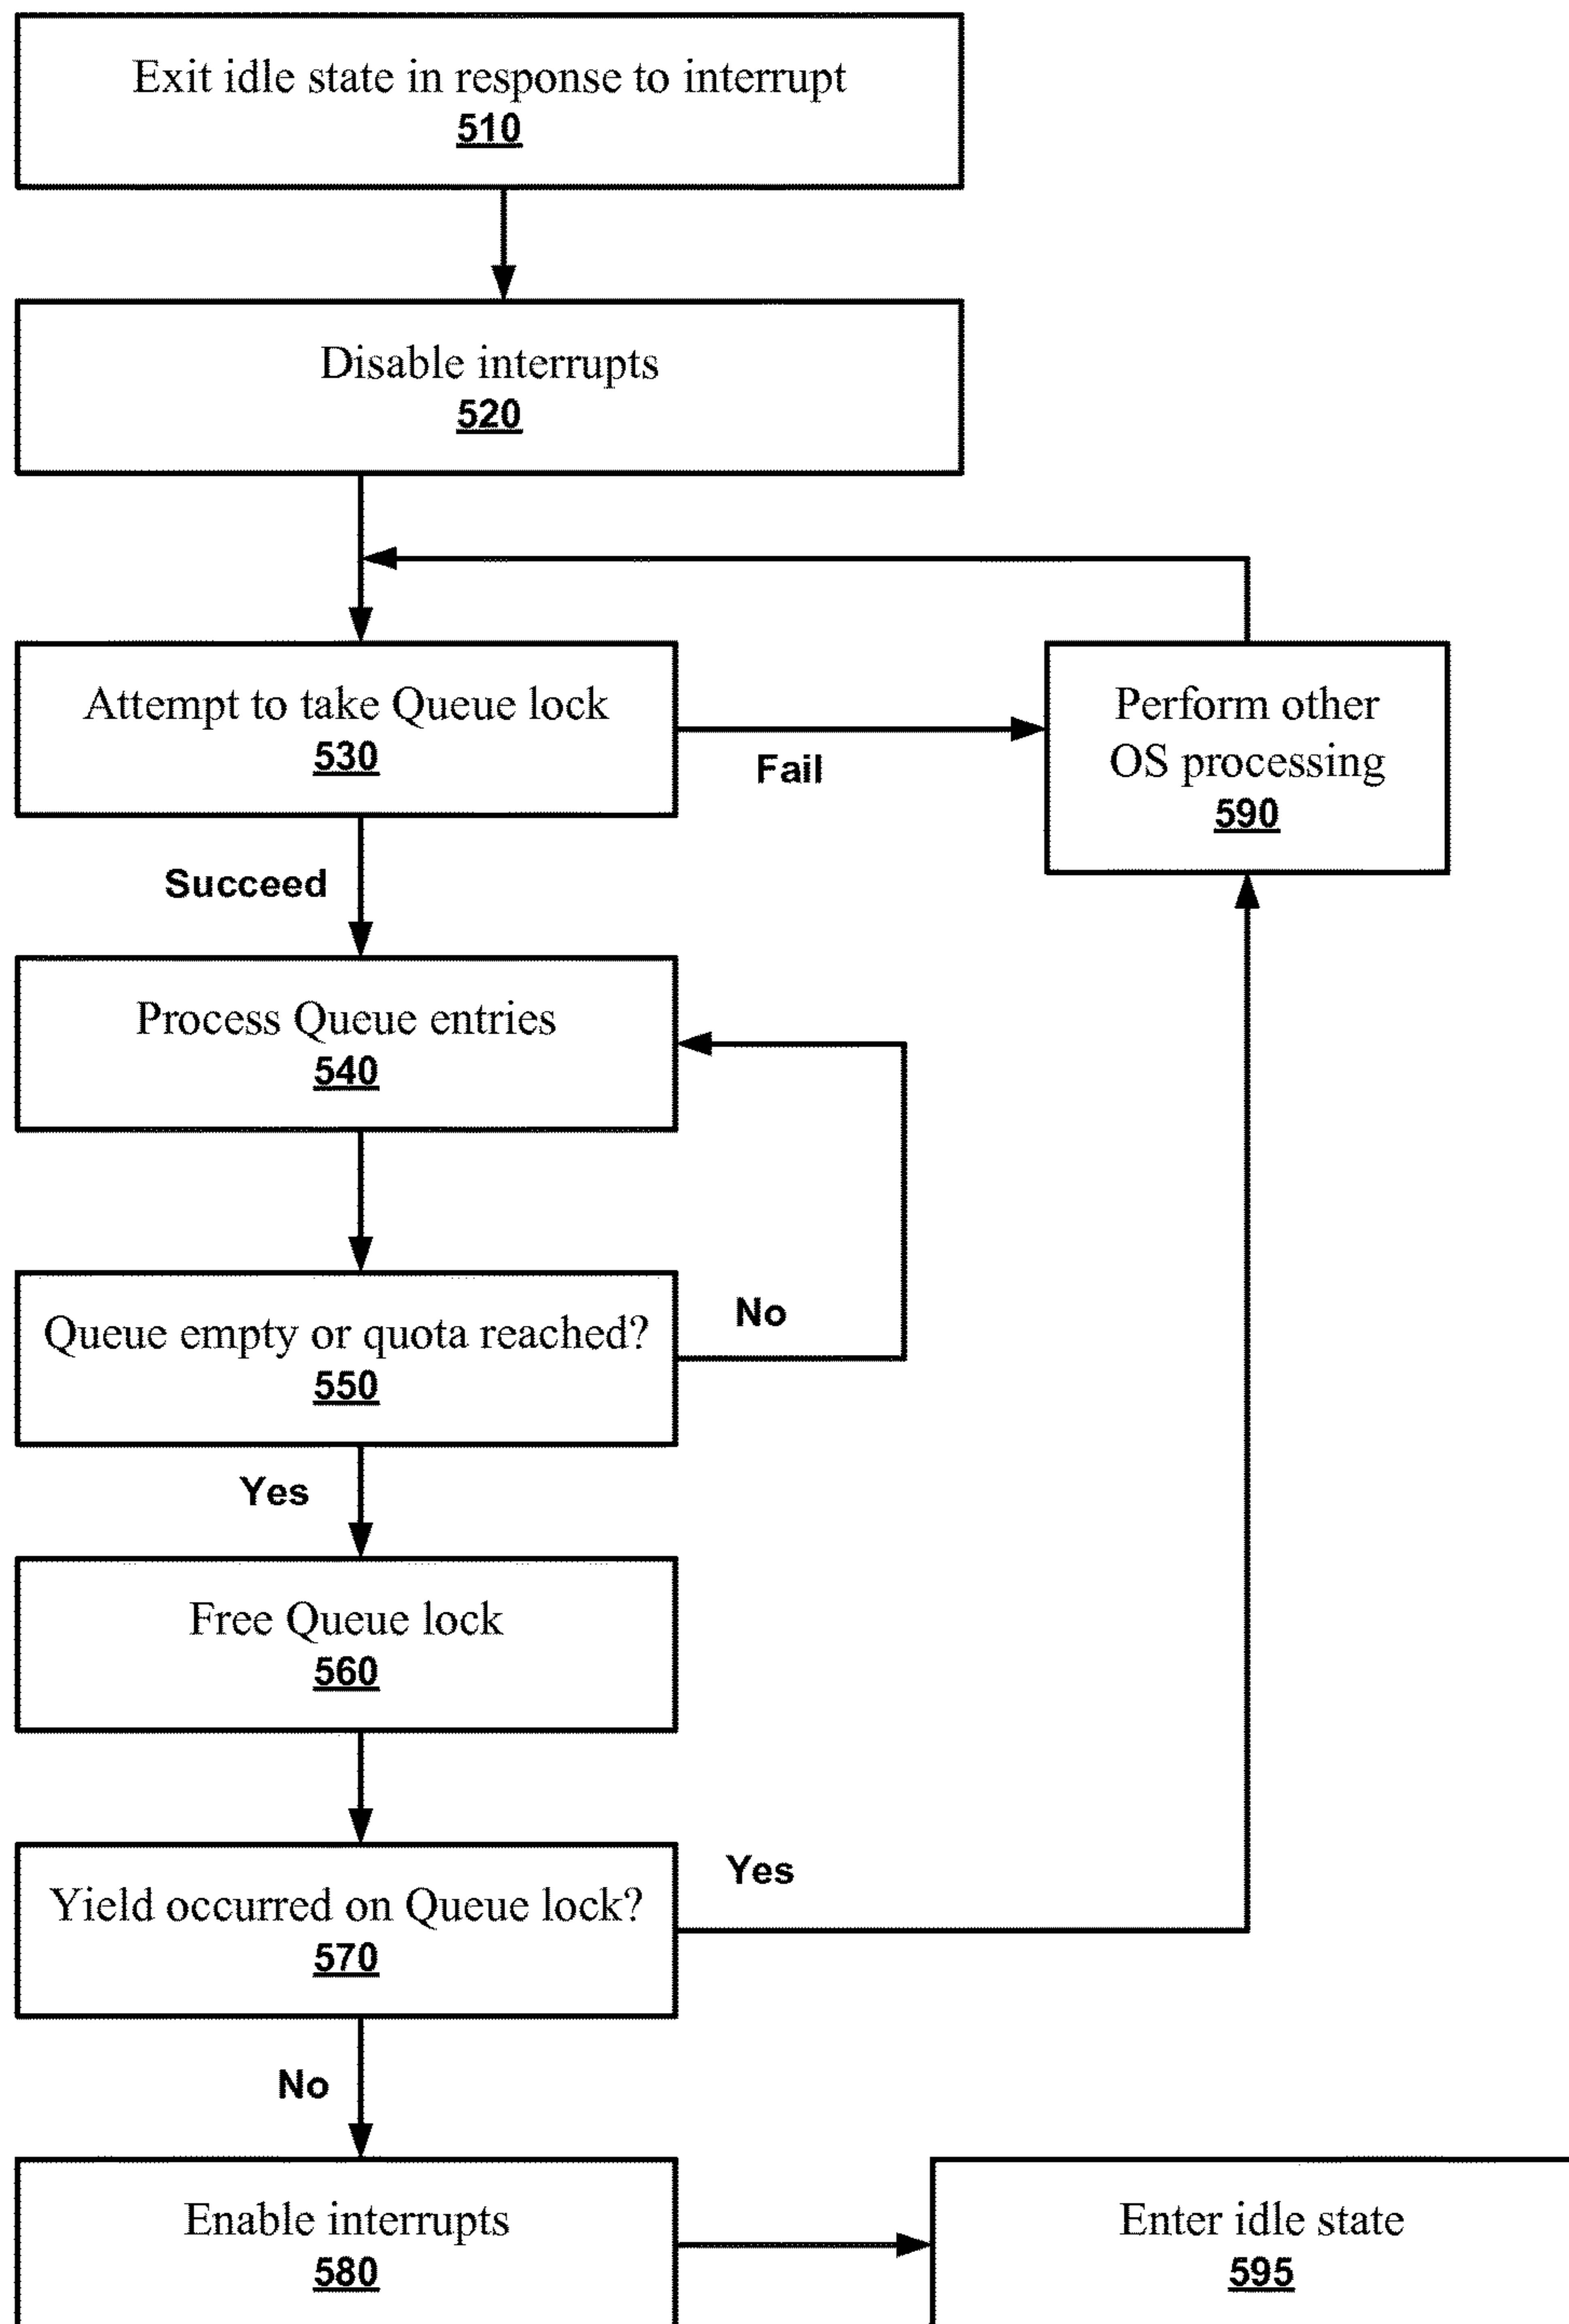 Exit idle state in response to interrupt
510
Disable interrupts
520
Attempt to take Queue lock
530
Fail
Perform other
OS processing
590
Succeed
Process Queue entries
540
Queue empty or quota reached?
550
No
Yes
Free Queue lock
560
Yield occurred on Queue lock?
570
Yes
No
Enable interrupts
580
Enter idle state
595